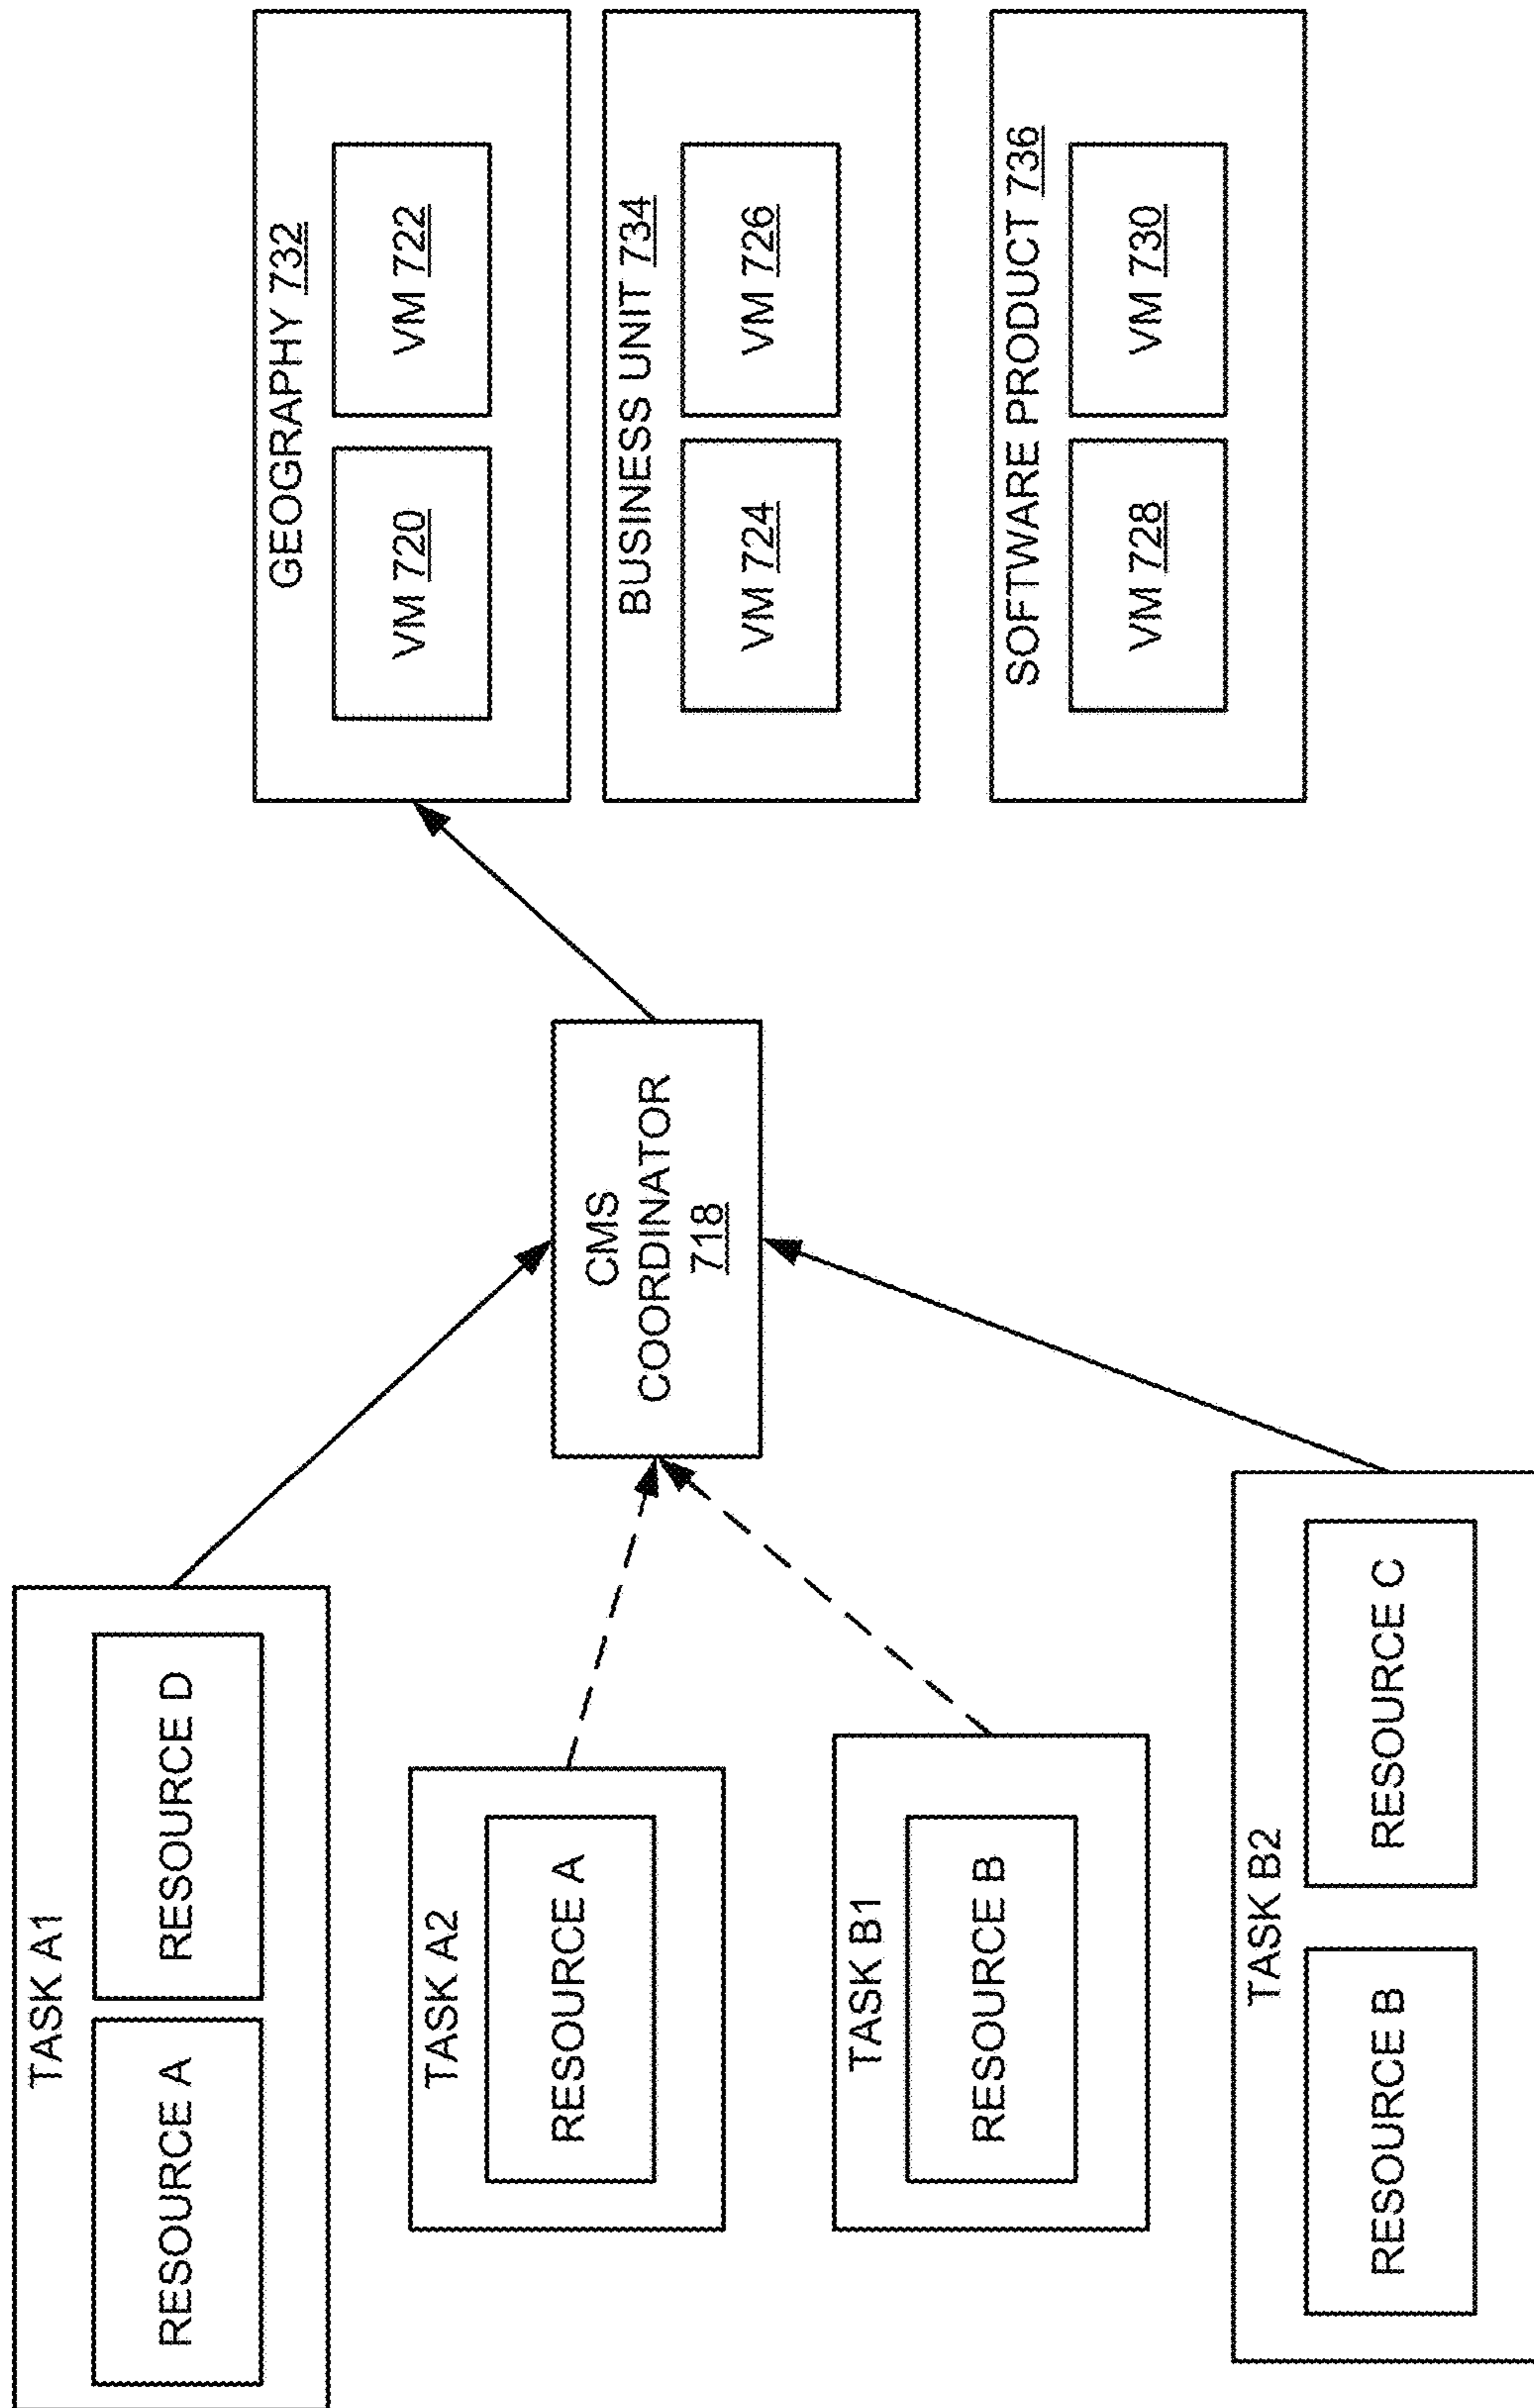 TASK A1
RESOURCE A
RESOURCE D
TASK A2
RESOURCE A
TASK B1
RESOURCE B
TASK B2
RESOURCE B
RESOURCE C
CMS
COORDINATOR
718
GEOGRAPHY 732
VM 720
VM 722
BUSINESS UNIT 734
VM 724
VM 726
SOFTWARE PRODUCT 736
VM 728
VM 730